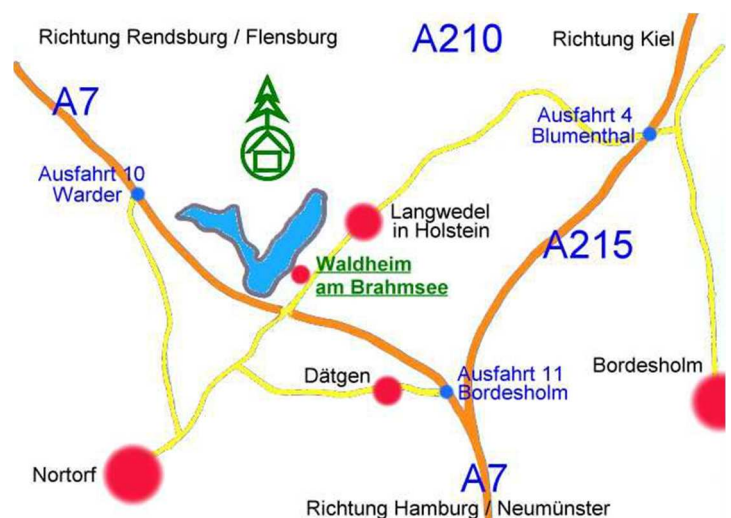 Richtung Rendsburg / Flensburg
A210
Richtung Kiel
A7
Ausfahrt 4
Blumenthal
Ausfahrt 10
Warder
Langwedel
in Holstein
A215
Waldheim
am Brahmsee
Dätgen
Ausfahrt 11
Bordesholm
Bordesholm
Nortorf
A7
Richtung Hamburg / Neumünster